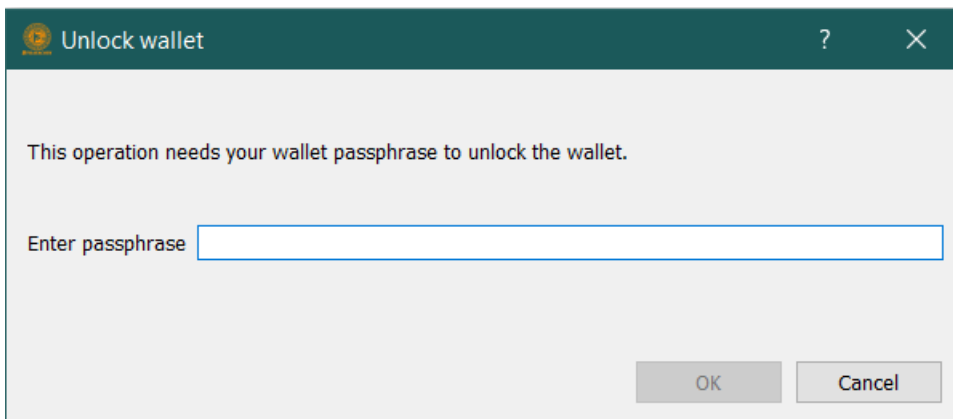 Unlock wallet ?
This operation needs your wallet passphrase to unlock the wallet.
Enter passphrase
OK Cancel